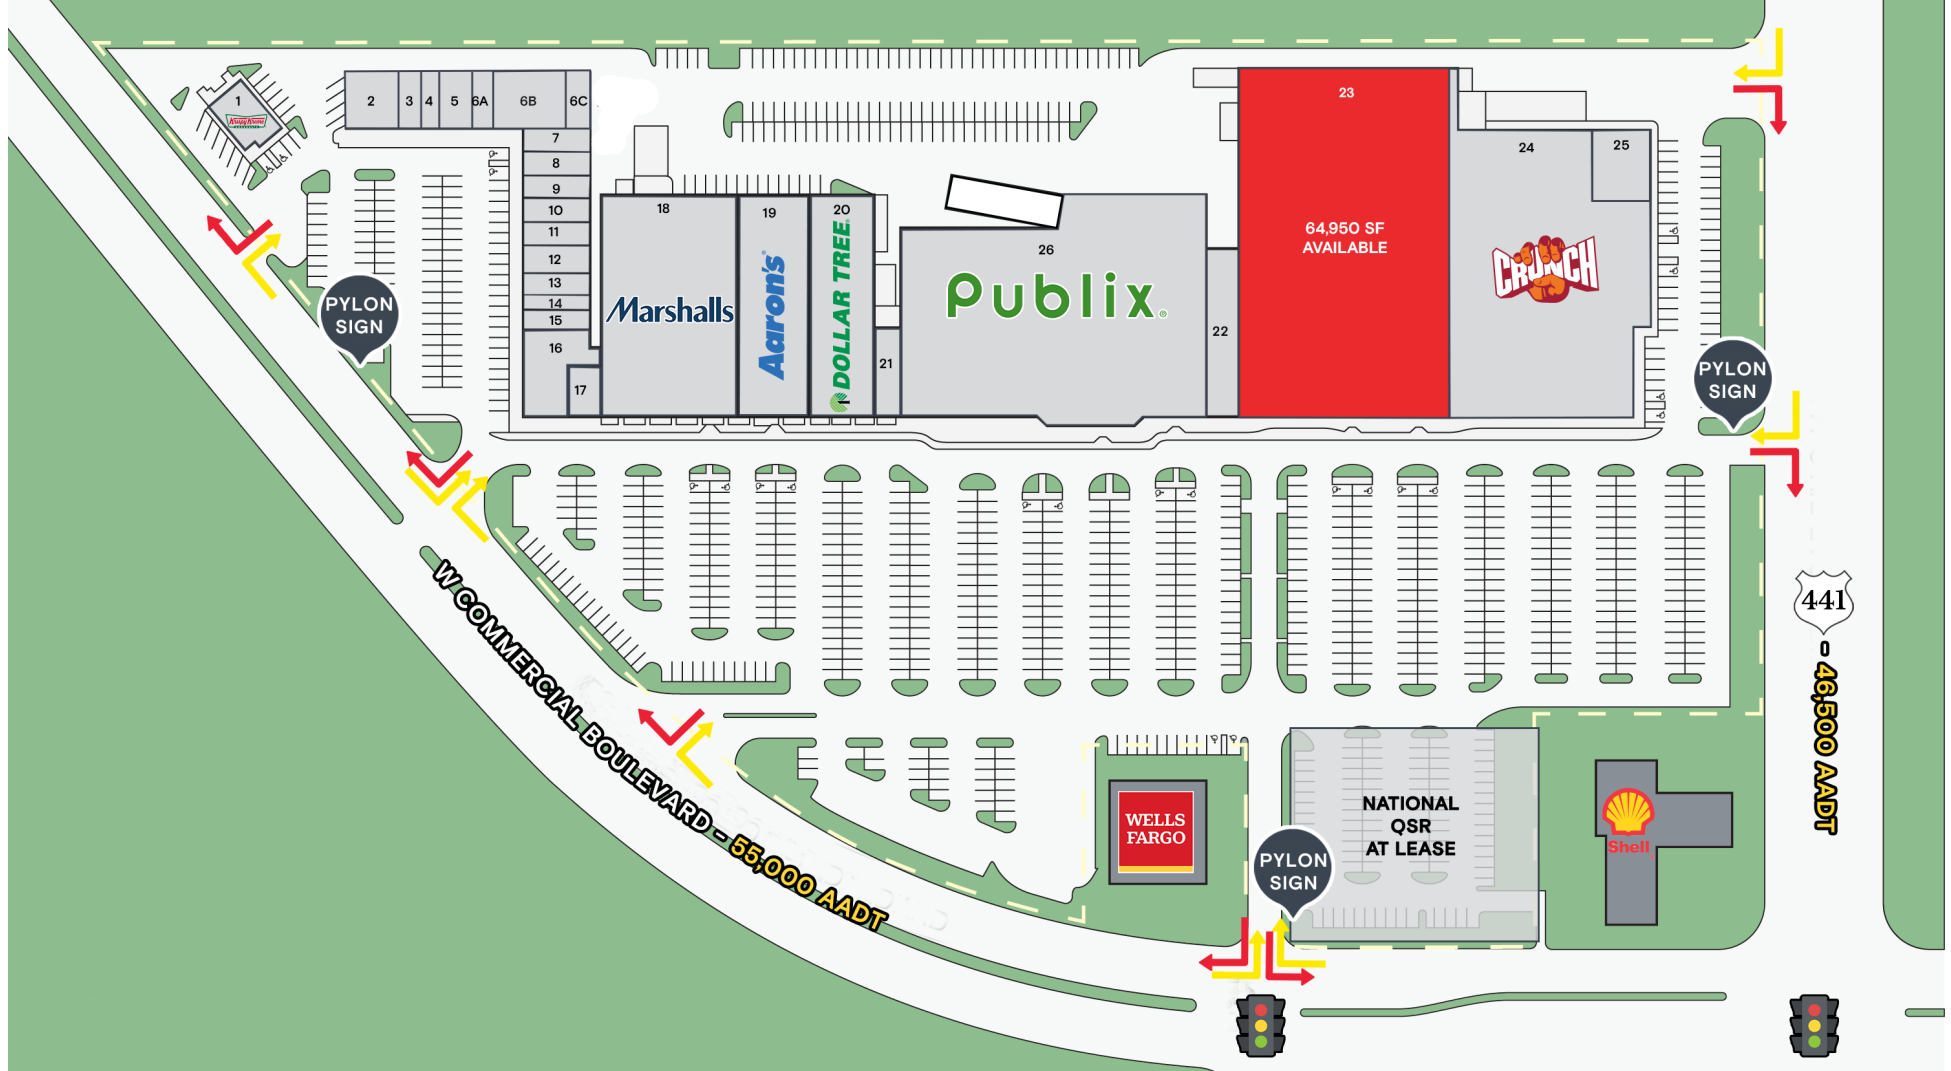 1
Krispy Kreme
2
3
4
5
6A
6B
6C
7
8
9
10
11
12
13
14
15
16
17
18
Marshalls
19
Aaron's
20
DOLLAR TREE
21
26
Publix
22
23
64,950 SF
AVAILABLE
24
25
CRUNCH
PYLON
SIGN
PYLON
SIGN
W COMMERCIAL BOULEVARD - 55,000 AADT
441
- 46,500 AADT
WELLS
FARGO
PYLON
SIGN
NATIONAL
QSR
AT LEASE
Shell